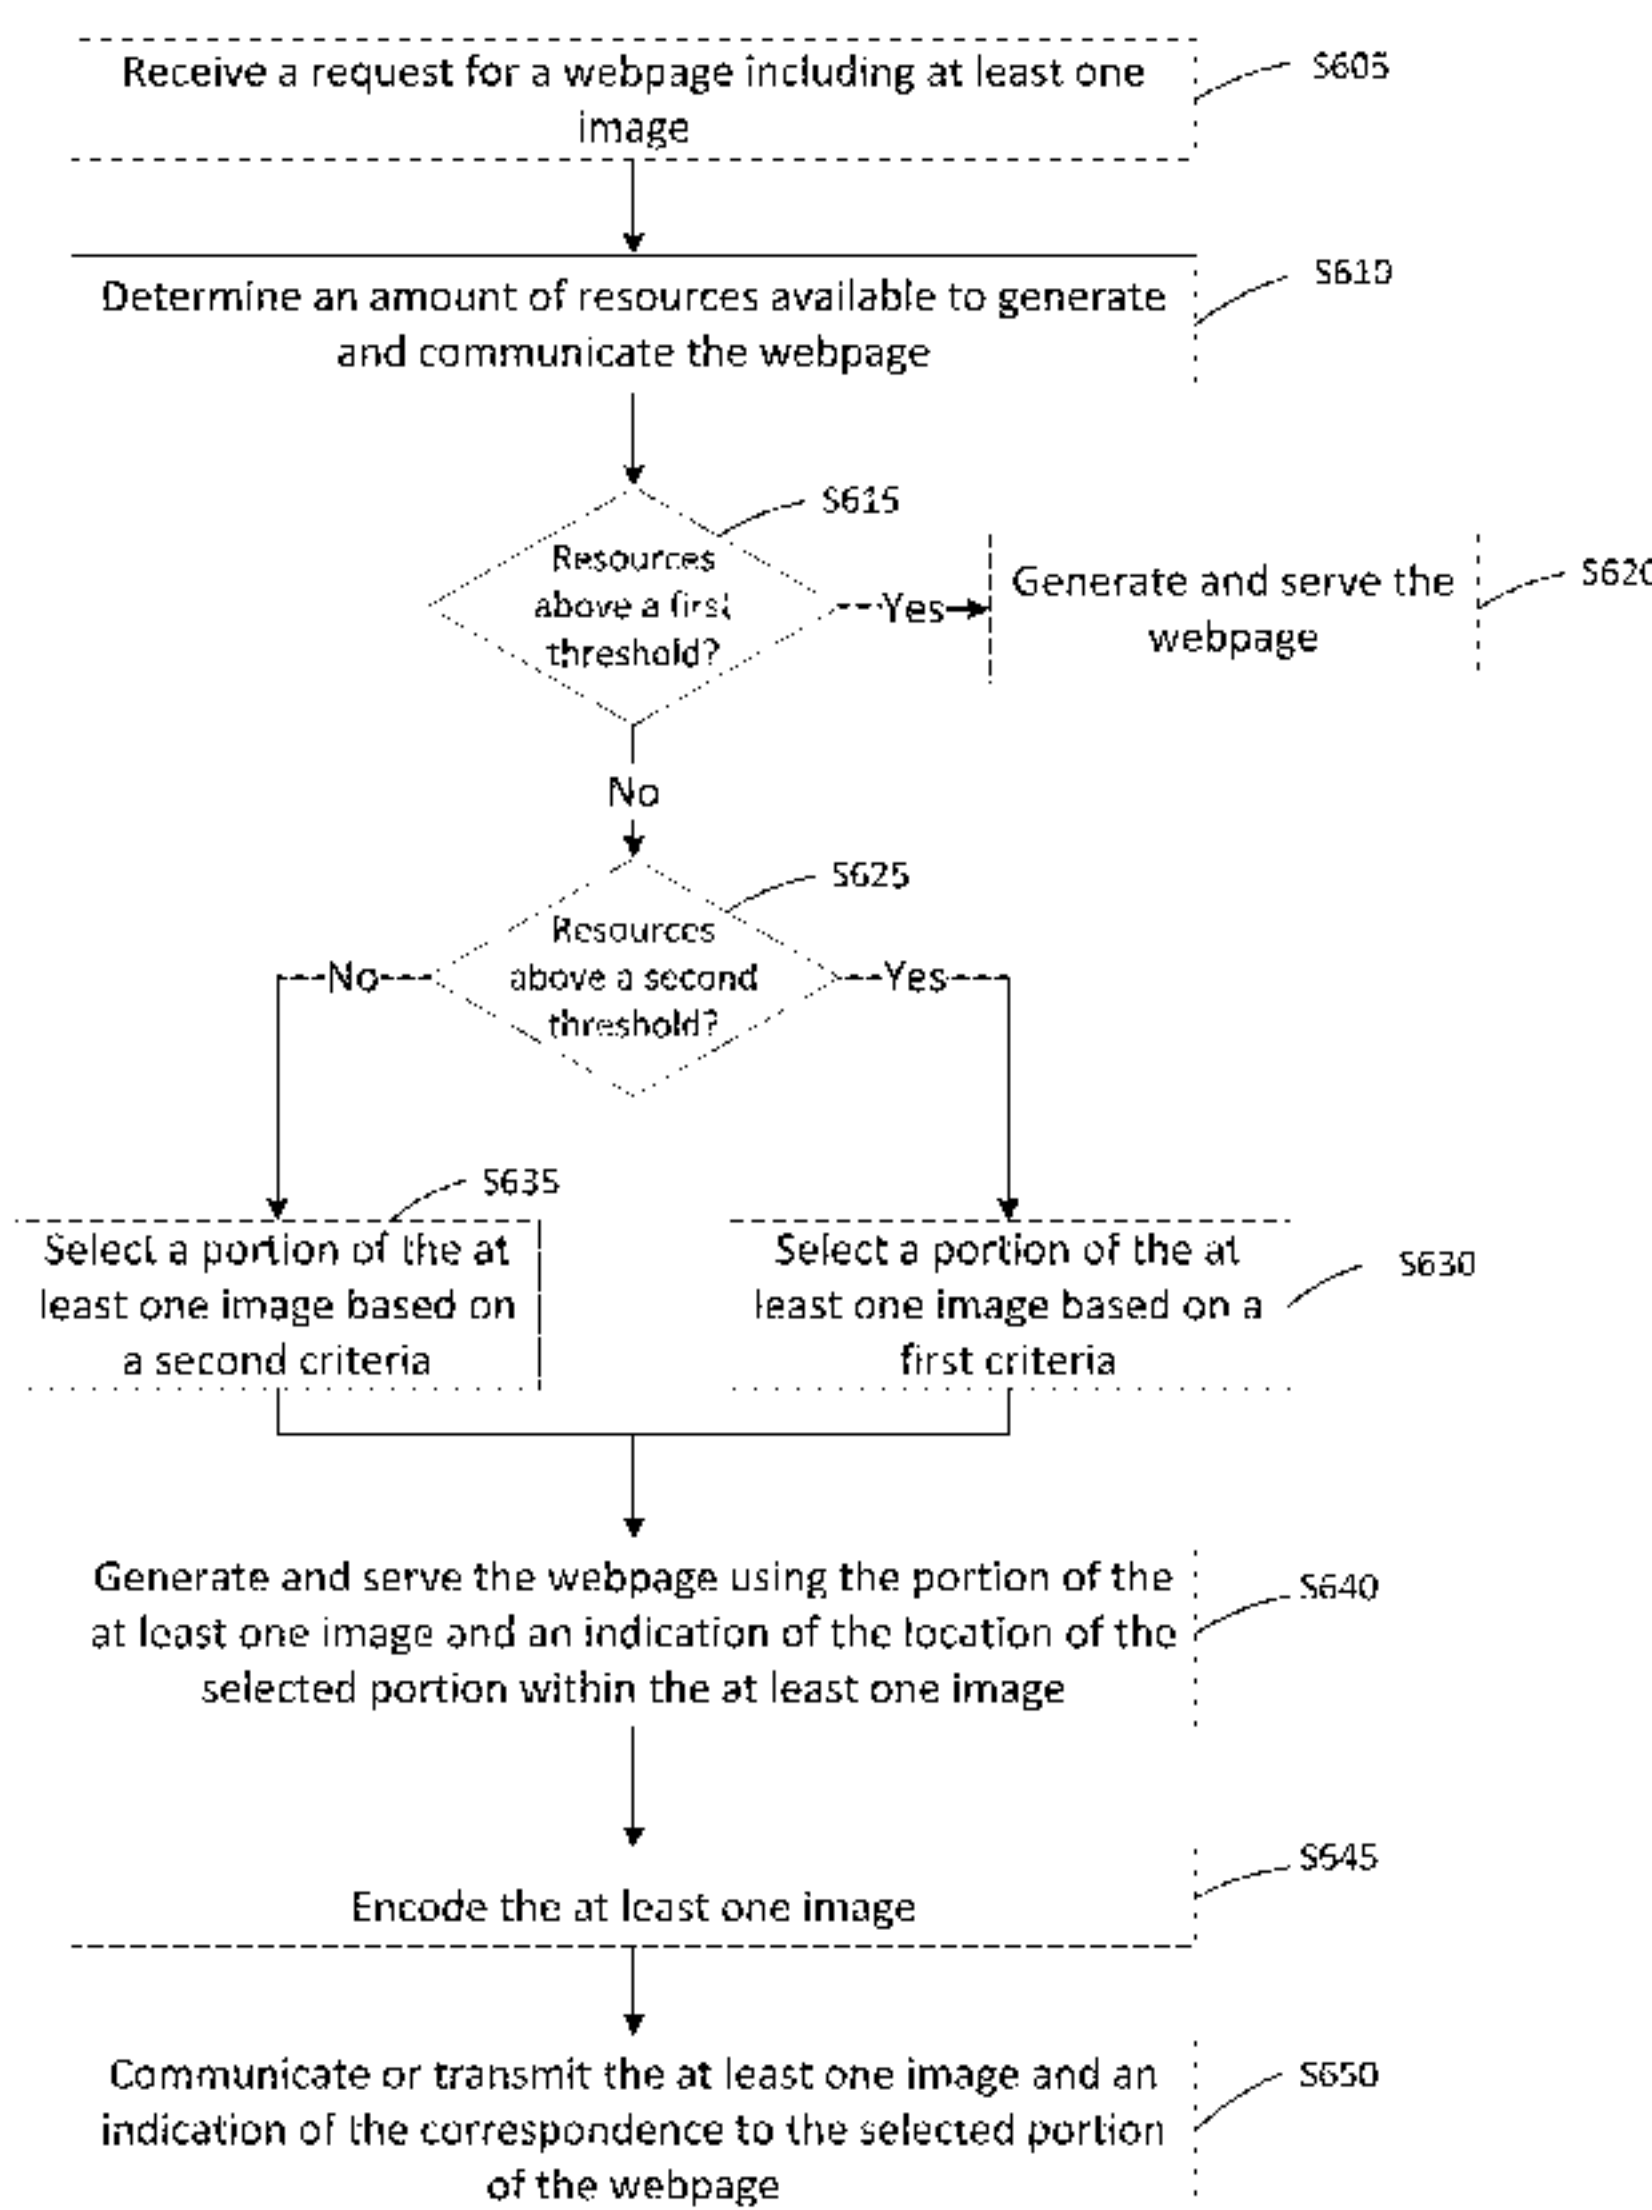 Receive a request for a webpage including at least one
image
S605
Determine an amount of resources available to generate
and communicate the webpage
S610
Resources
above a first
threshold?
S615
Yes
Generate and serve the
webpage
S620
No
Resources
above a second
threshold?
S625
No
Yes
S635
Select a portion of the at
least one image based on
a second criteria
Select a portion of the at
least one image based on a
first criteria
S630
Generate and serve the webpage using the portion of the
at least one image and an indication of the location of the
selected portion within the at least one image
S640
Encode the at least one image
S645
Communicate or transmit the at least one image and an
indication of the correspondence to the selected portion
of the webpage
S650